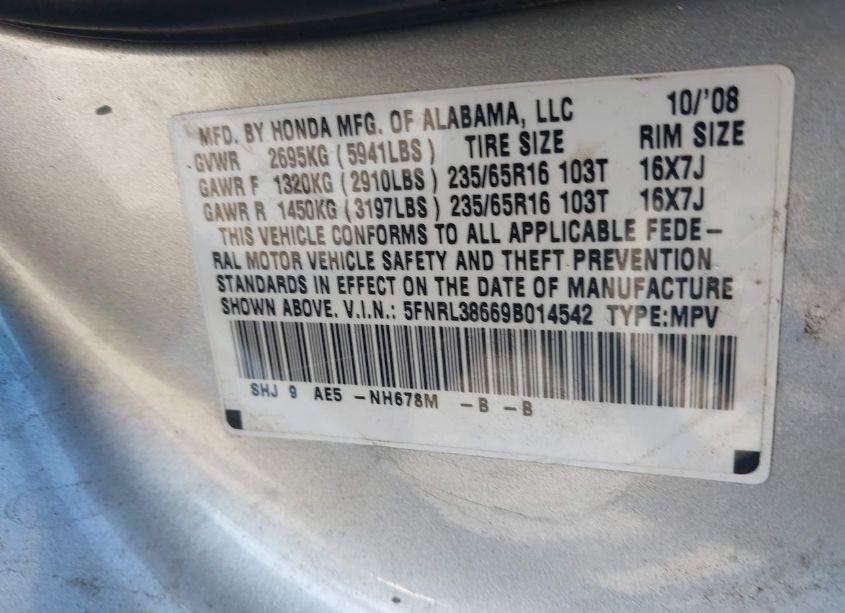 MFD. BY HONDA MFG. OF ALABAMA, LLC 10/'08
GVWR 2695KG (5941LBS) TIRE SIZE RIM SIZE
GAWR F 1320KG (2910LBS) 235/65R16 103T 16X7J
GAWR R 1450KG (3197LBS) 235/65R16 103T 16X7J
THIS VEHICLE CONFORMS TO ALL APPLICABLE FEDE-
RAL MOTOR VEHICLE SAFETY AND THEFT PREVENTION
STANDARDS IN EFFECT ON THE DATE OF MANUFACTURE
SHOWN ABOVE. V.I.N.: 5FNRL38669B014542 TYPE:MPV
SHJ 9 AE5 -NH678M -B -B